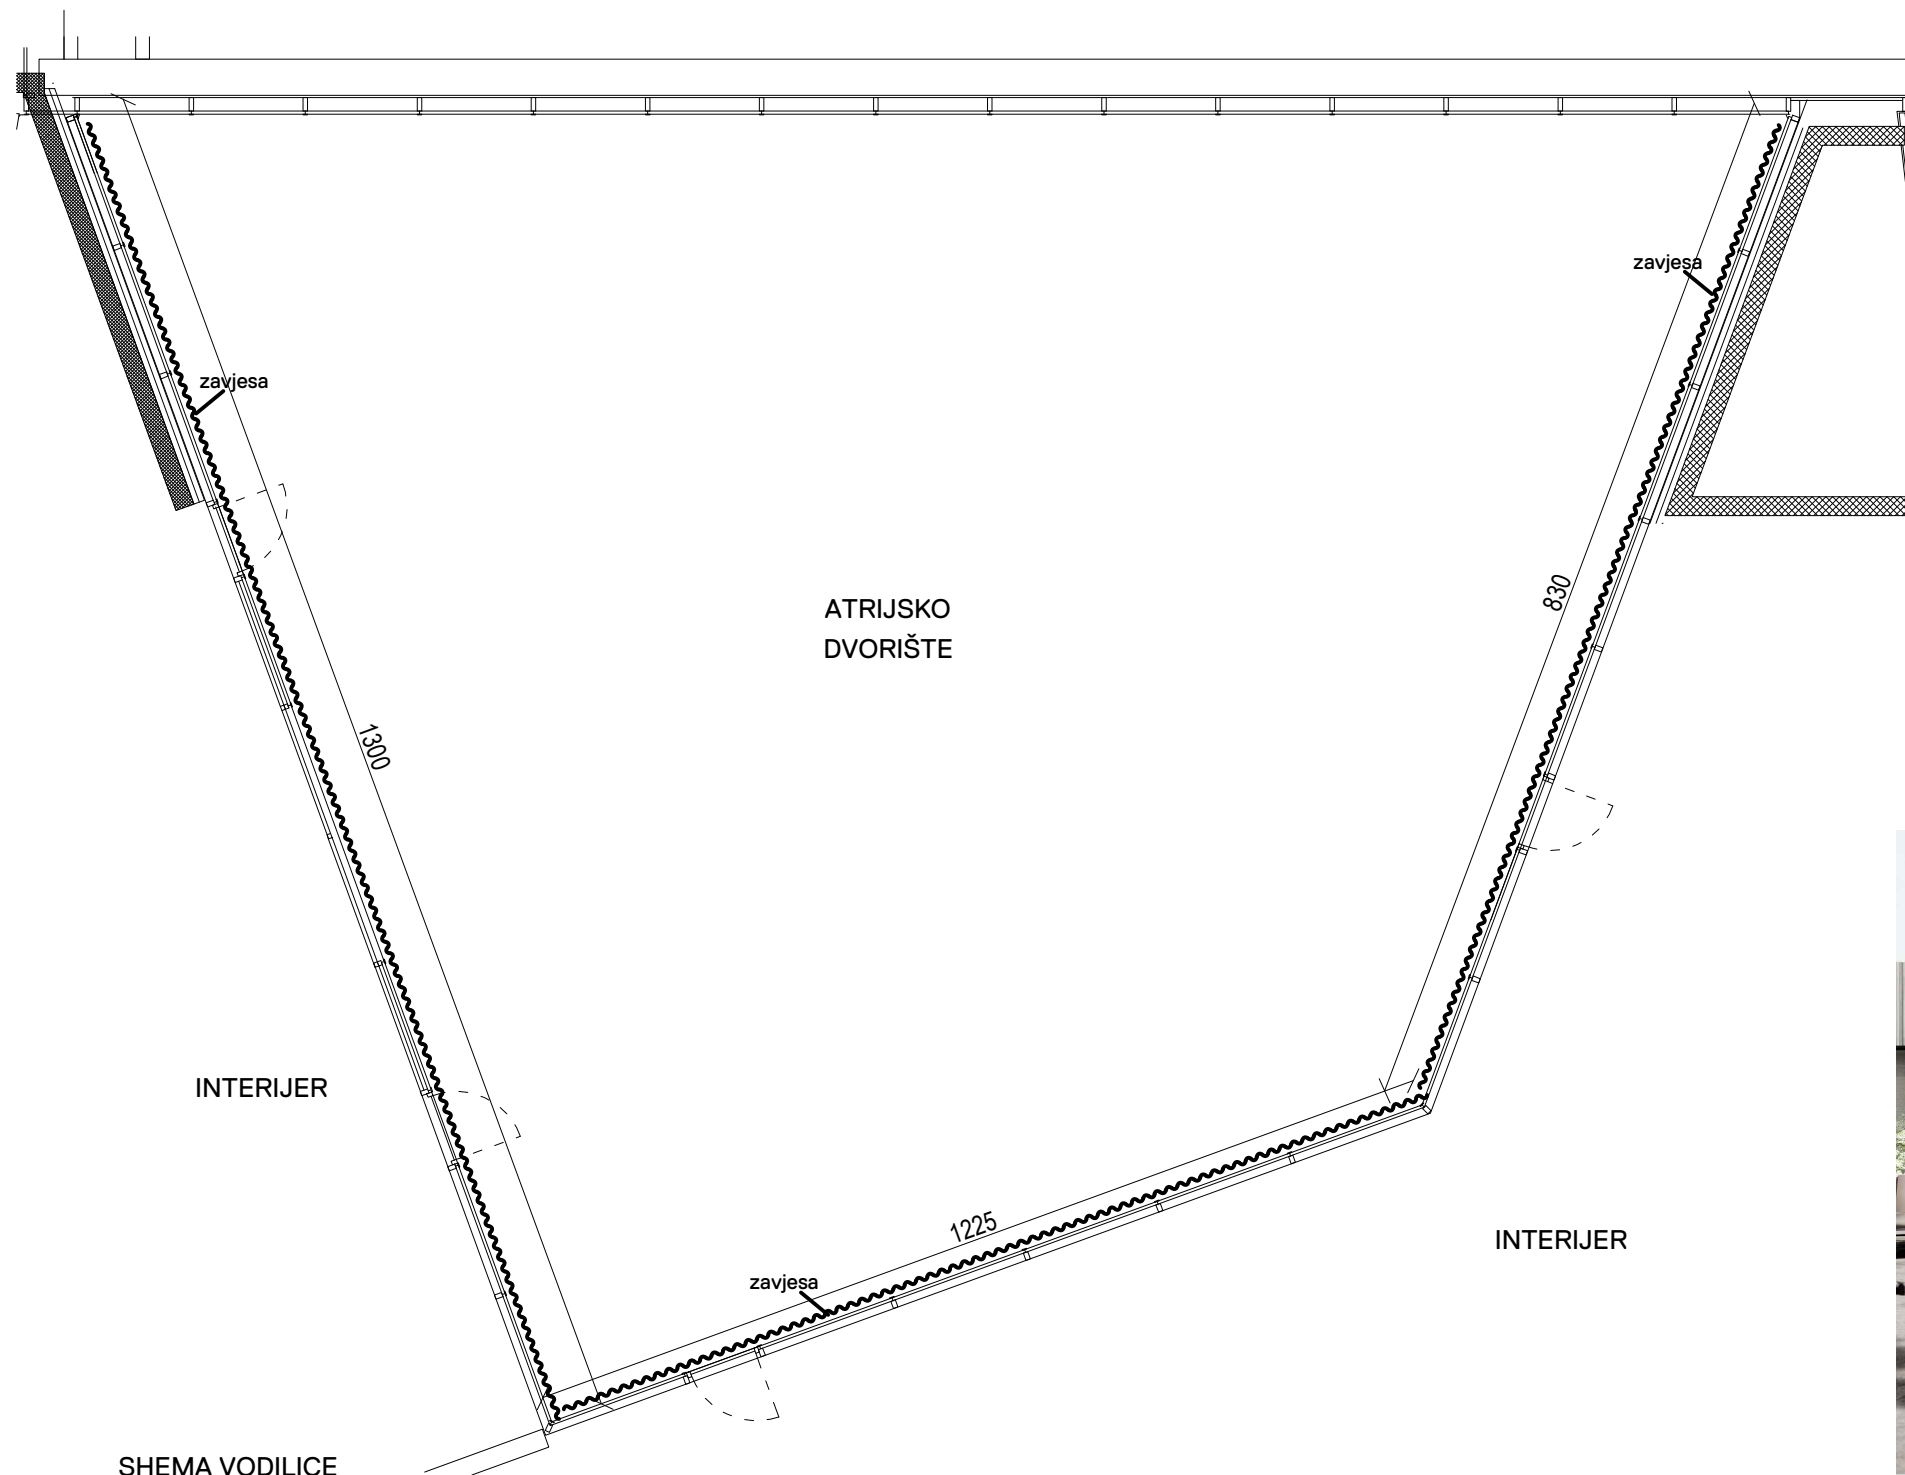 zavjesa
zavjesa
830
ATRIJSKO
DVORIŠTE
1300
INTERIJER
1225
INTERIJER
zavjesa
SHEMA VODILICE